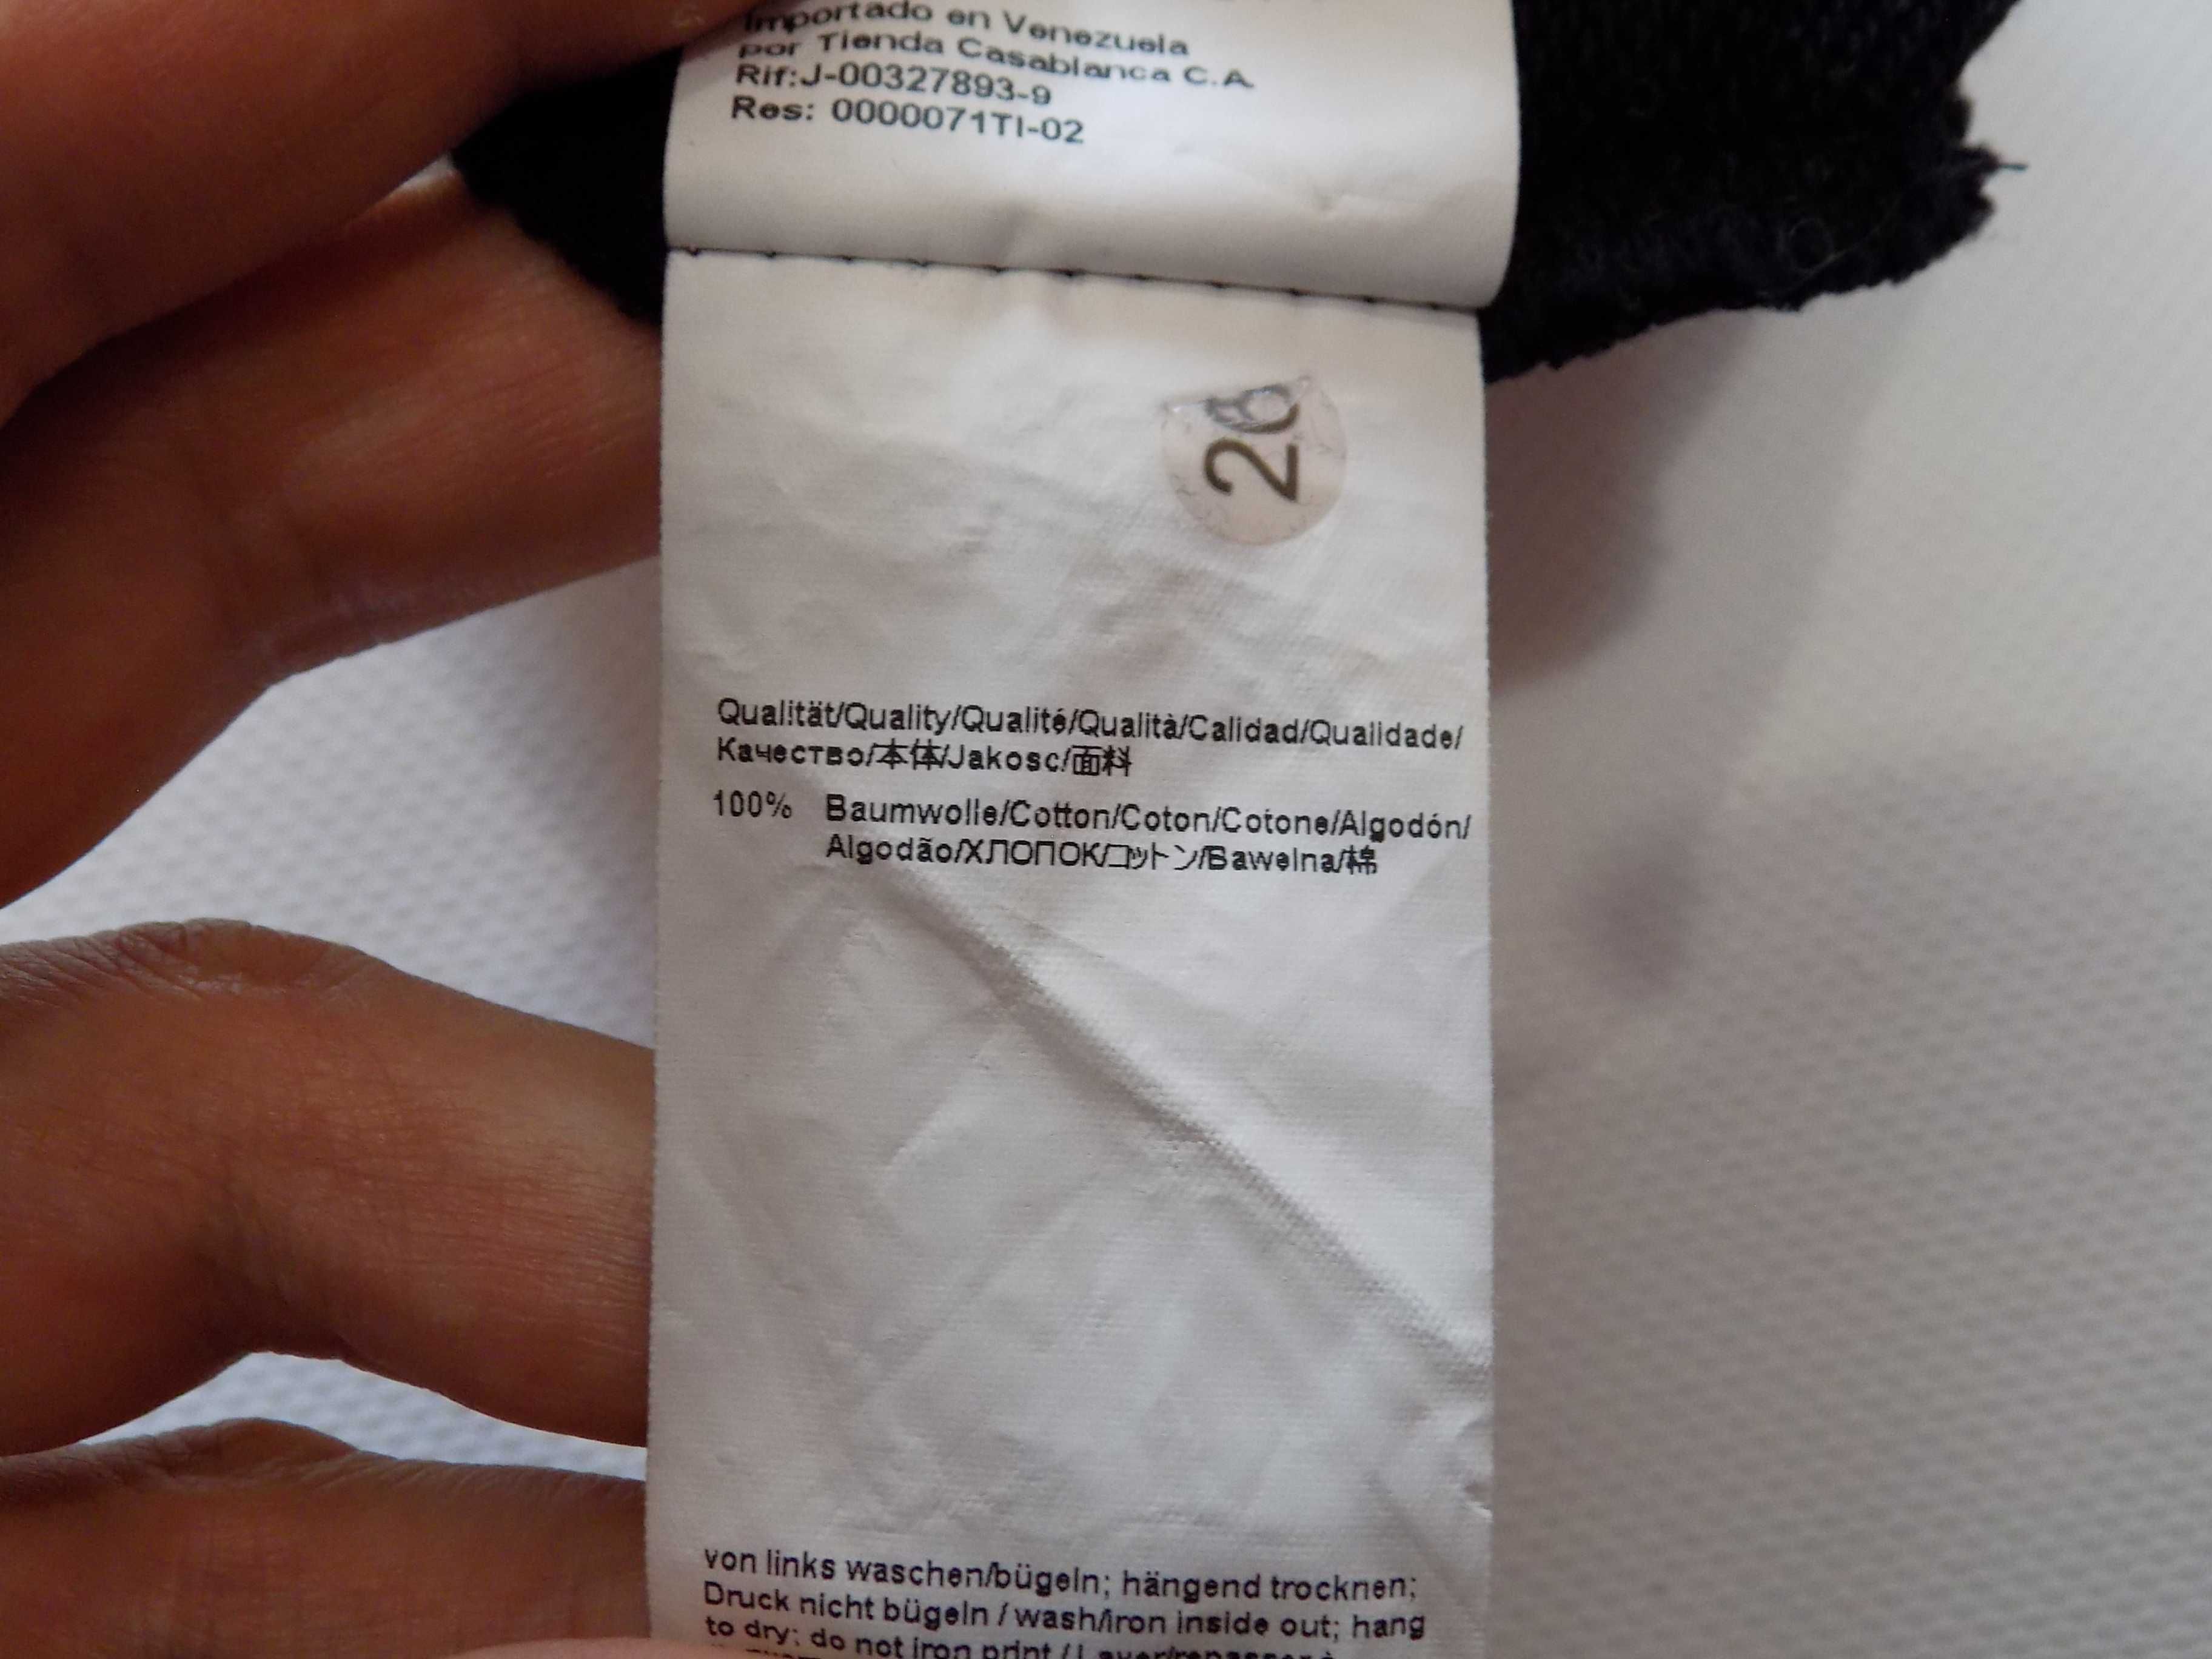 Importado en Venezuela
por Tienda Casablanca C.A
Rif:J-00327893-9
Res: 0000071TI-02
26
Qualität/Quality/Qualité/Qualità/Calidad/Qualidade/
Качество/本体/Jakosc/面料
100% Baumwolle/Cotton/Coton/Cotone/Algodón/
Algodão/ХЛОПОК/コットン/Bawelna/棉
von links waschen/bügeln; hängend trocknen;
Druck nicht bügeln / wash/iron inside out; hang
to dry; do not iron print / Laver/repasser à